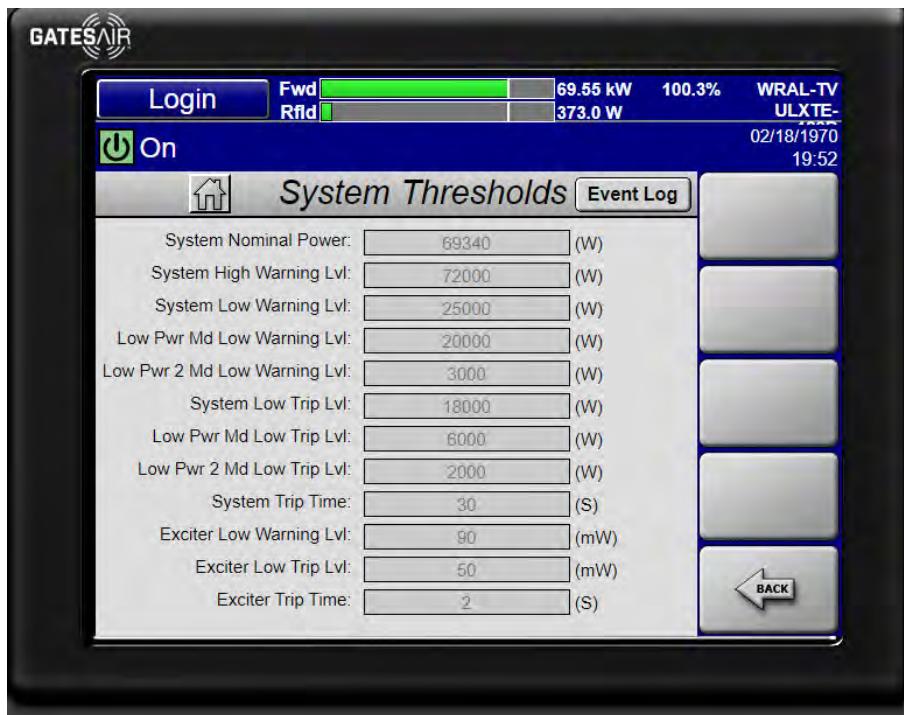 GATESAIR
Login Fwd 69.55 kW 100.3% WRAL-TV
Rfld 373.0 W ULXTE-
On 02/18/1970
19:52
System Thresholds Event Log
System Nominal Power: 69340 (W)
System High Warning Lvl: 72000 (W)
System Low Warning Lvl: 25000 (W)
Low Pwr Md Low Warning Lvl: 20000 (W)
Low Pwr 2 Md Low Warning Lvl: 3000 (W)
System Low Trip Lvl: 18000 (W)
Low Pwr Md Low Trip Lvl: 6000 (W)
Low Pwr 2 Md Low Trip Lvl: 2000 (W)
System Trip Time: 30 (S)
Exciter Low Warning Lvl: 90 (mW)
Exciter Low Trip Lvl: 50 (mW)
Exciter Trip Time: 2 (S)
BACK